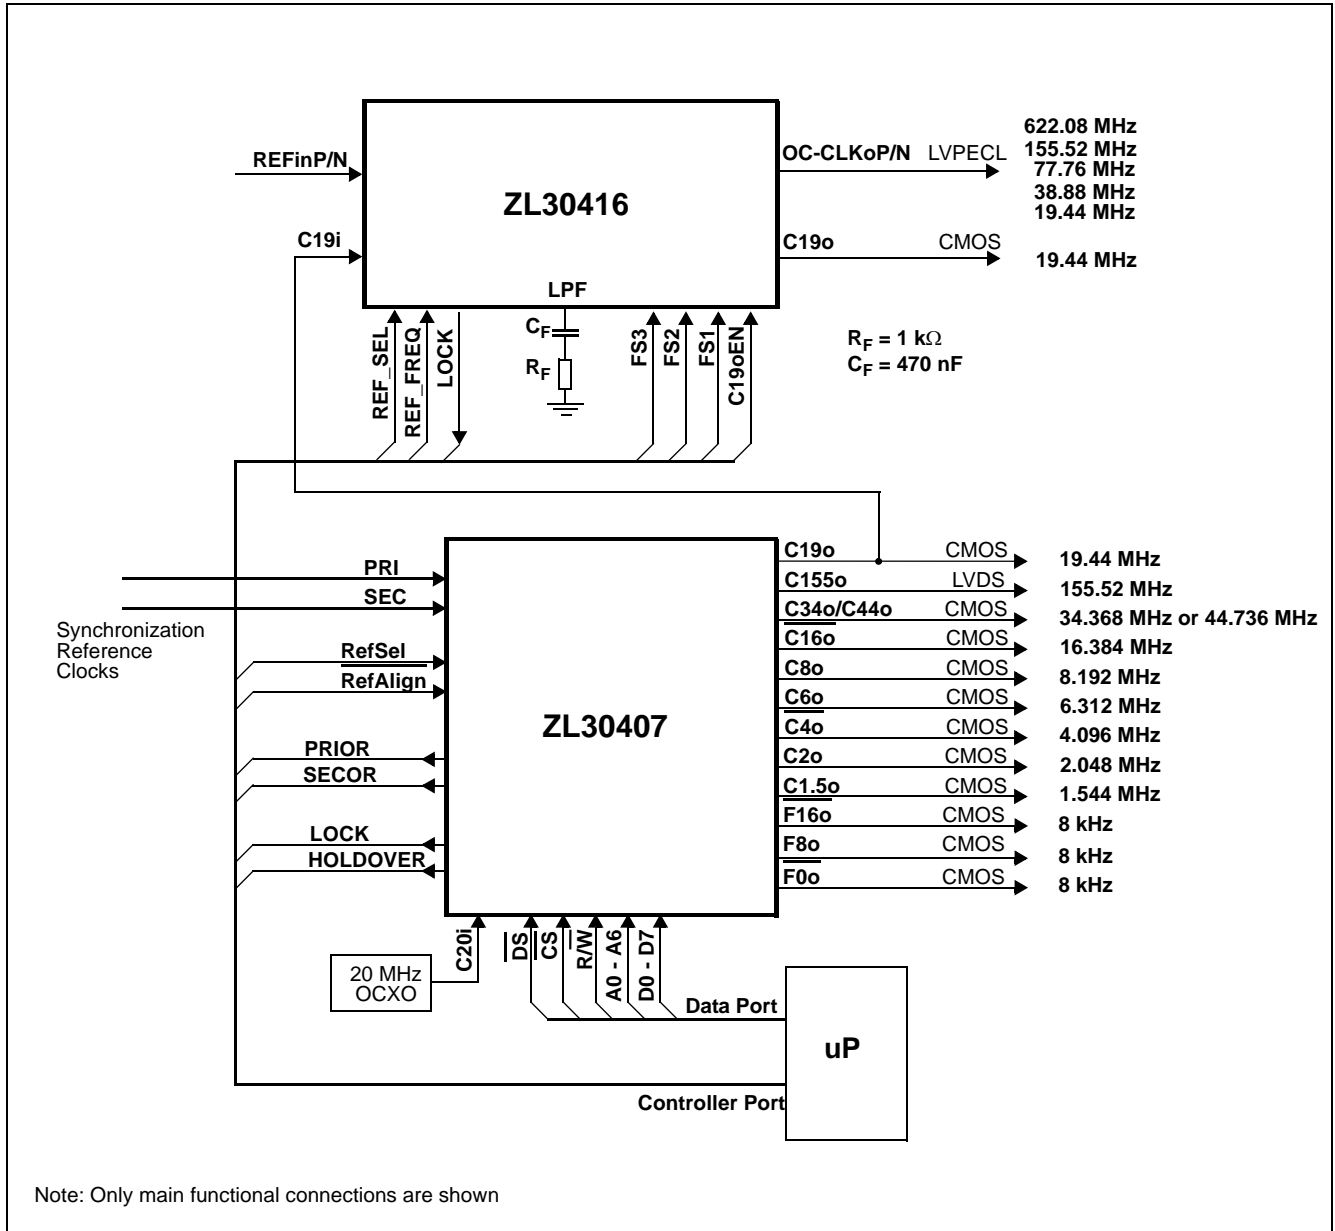 622.08 MHz
REFinP/N
OC-CLKoP/N LVPECL 155.52 MHz
77.76 MHz
38.88 MHz
ZL30416
19.44 MHz
C19i
C19o CMOS
19.44 MHz
LPF
REF_SEL
REF_FREQ
LOCK
CF
RF
FS3
FS2
FS1
C19oEN
RF = 1 kΩ
CF = 470 nF
C19o CMOS 19.44 MHz
PRI
C155o LVDS 155.52 MHz
SEC
C34o/C44o CMOS 34.368 MHz or 44.736 MHz
Synchronization
Reference
Clocks
C16o CMOS 16.384 MHz
RefSel
C8o CMOS 8.192 MHz
RefAlign
C6o CMOS 6.312 MHz
ZL30407
C4o CMOS 4.096 MHz
PRIOR
C2o CMOS 2.048 MHz
SECOR
C1.5o CMOS 1.544 MHz
F16o CMOS 8 kHz
LOCK
F8o CMOS 8 kHz
HOLDOVER
F0o CMOS 8 kHz
C20i
DS
CS
R/W
A0 - A6
D0 - D7
20 MHz
OCXO
Data Port
uP
Controller Port
Note: Only main functional connections are shown